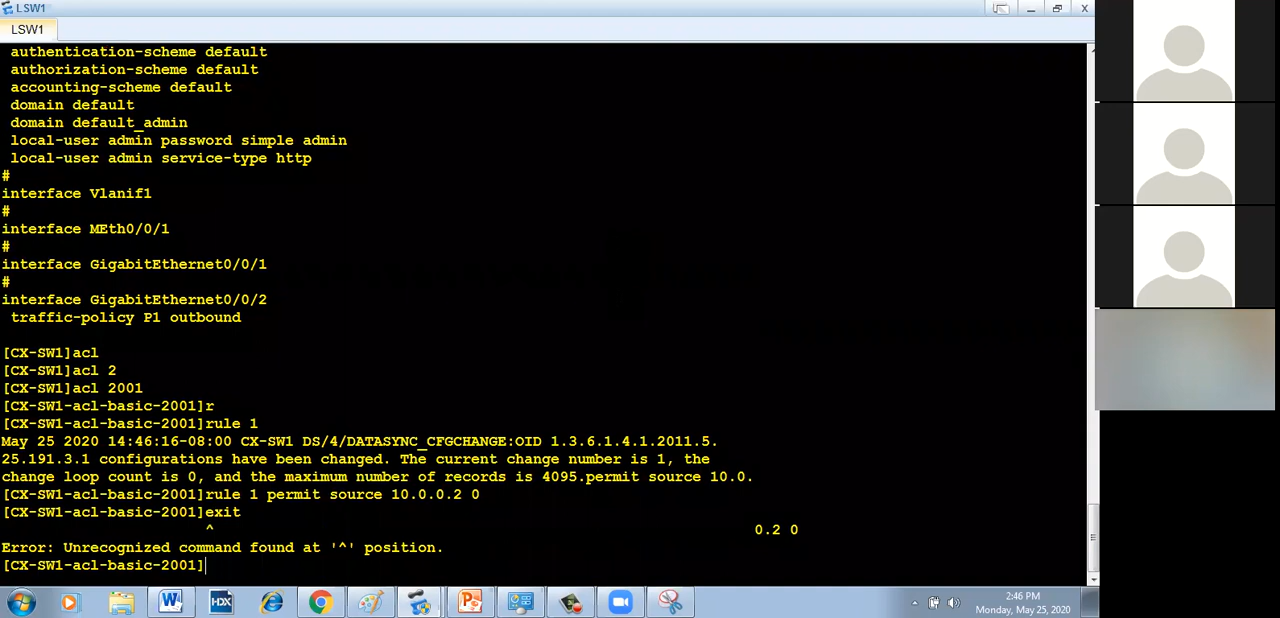 LSW1
LSW1
authentication-scheme default
authorization-scheme default
accounting-scheme default
domain default
domain default_admin
local-user admin password simple admin
local-user admin service-type http
#
interface Vlanif1
#
interface MEth0/0/1
#
interface GigabitEthernet0/0/1
#
interface GigabitEthernet0/0/2
traffic-policy P1 outbound
[CX-SW1]acl
[CX-SW1]acl 2
[CX-SW1]acl 2001
[CX-SW1-acl-basic-2001]r
[CX-SW1-acl-basic-2001]rule 1
May 25 2020 14:46:16-08:00 CX-SW1 DS/4/DATASYNC_CFGCHANGE:OID 1.3.6.1.4.1.2011.5.
25.191.3.1 configurations have been changed. The current change number is 1, the
change loop count is 0, and the maximum number of records is 4095.permit source 10.0.
[CX-SW1-acl-basic-2001]rule 1 permit source 10.0.0.2 0
[CX-SW1-acl-basic-2001]exit
^ 0.2 0
Error: Unrecognized command found at '^' position.
[CX-SW1-acl-basic-2001]
W
HDX
P
2:46 PM
Monday, May 25, 2020